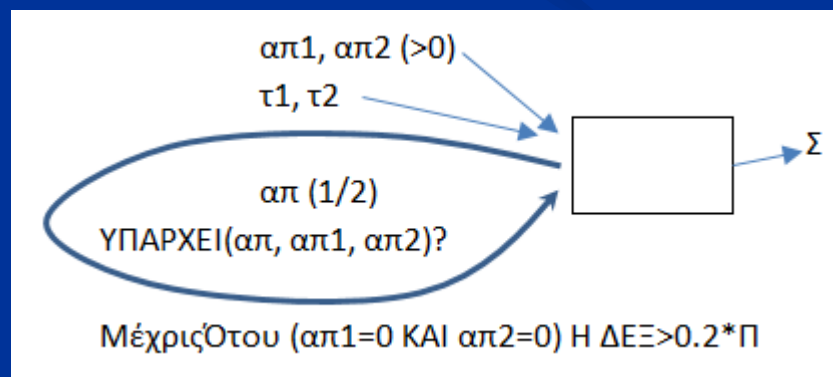 απ1, απ2 (>0)
τ1, τ2
Σ
απ (1/2)
ΥΠΑΡΧΕΙ(απ, απ1, απ2)?
ΜέχριςΌτου (απ1=0 ΚΑΙ απ2=0) Η ΔΕΞ>0.2*Π